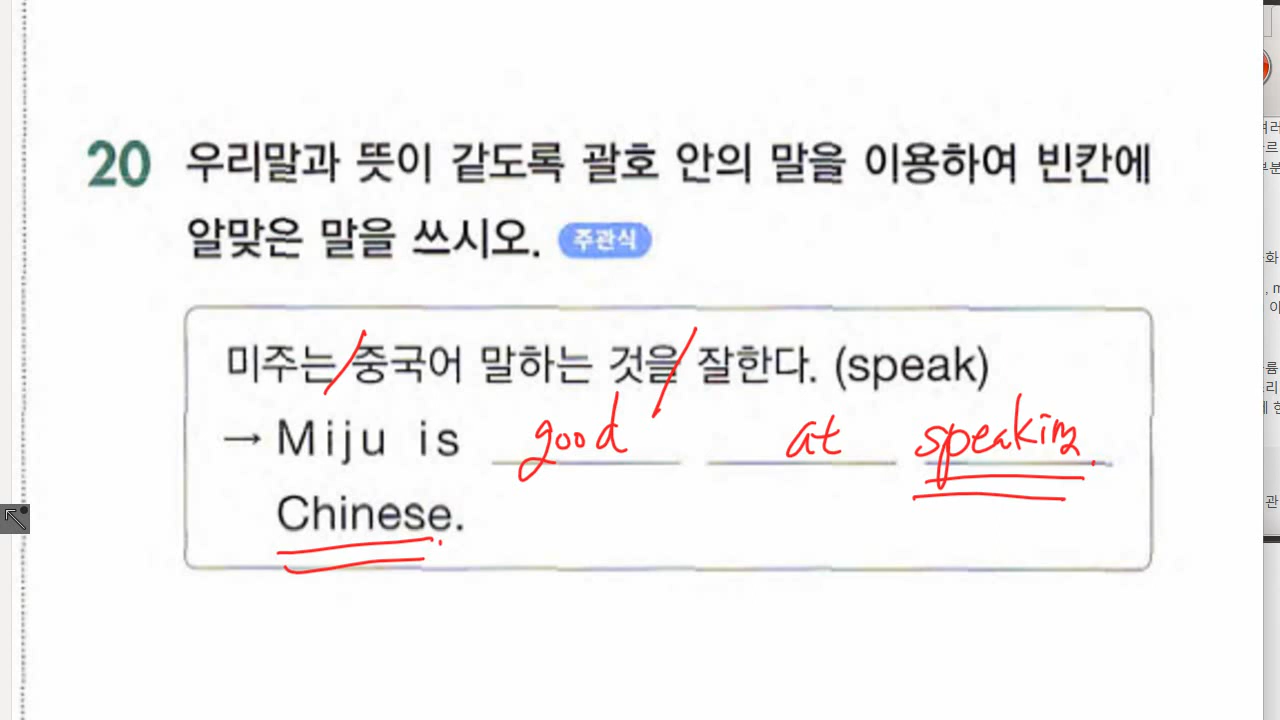 20 우리말과 뜻이 같도록 괄호 안의 말을 이용하여 빈칸에
알맞은 말을 쓰시오. 주관식
미주는 중국어 말하는 것을 잘한다. (speak)
→ Miju is good at speaking
Chinese.